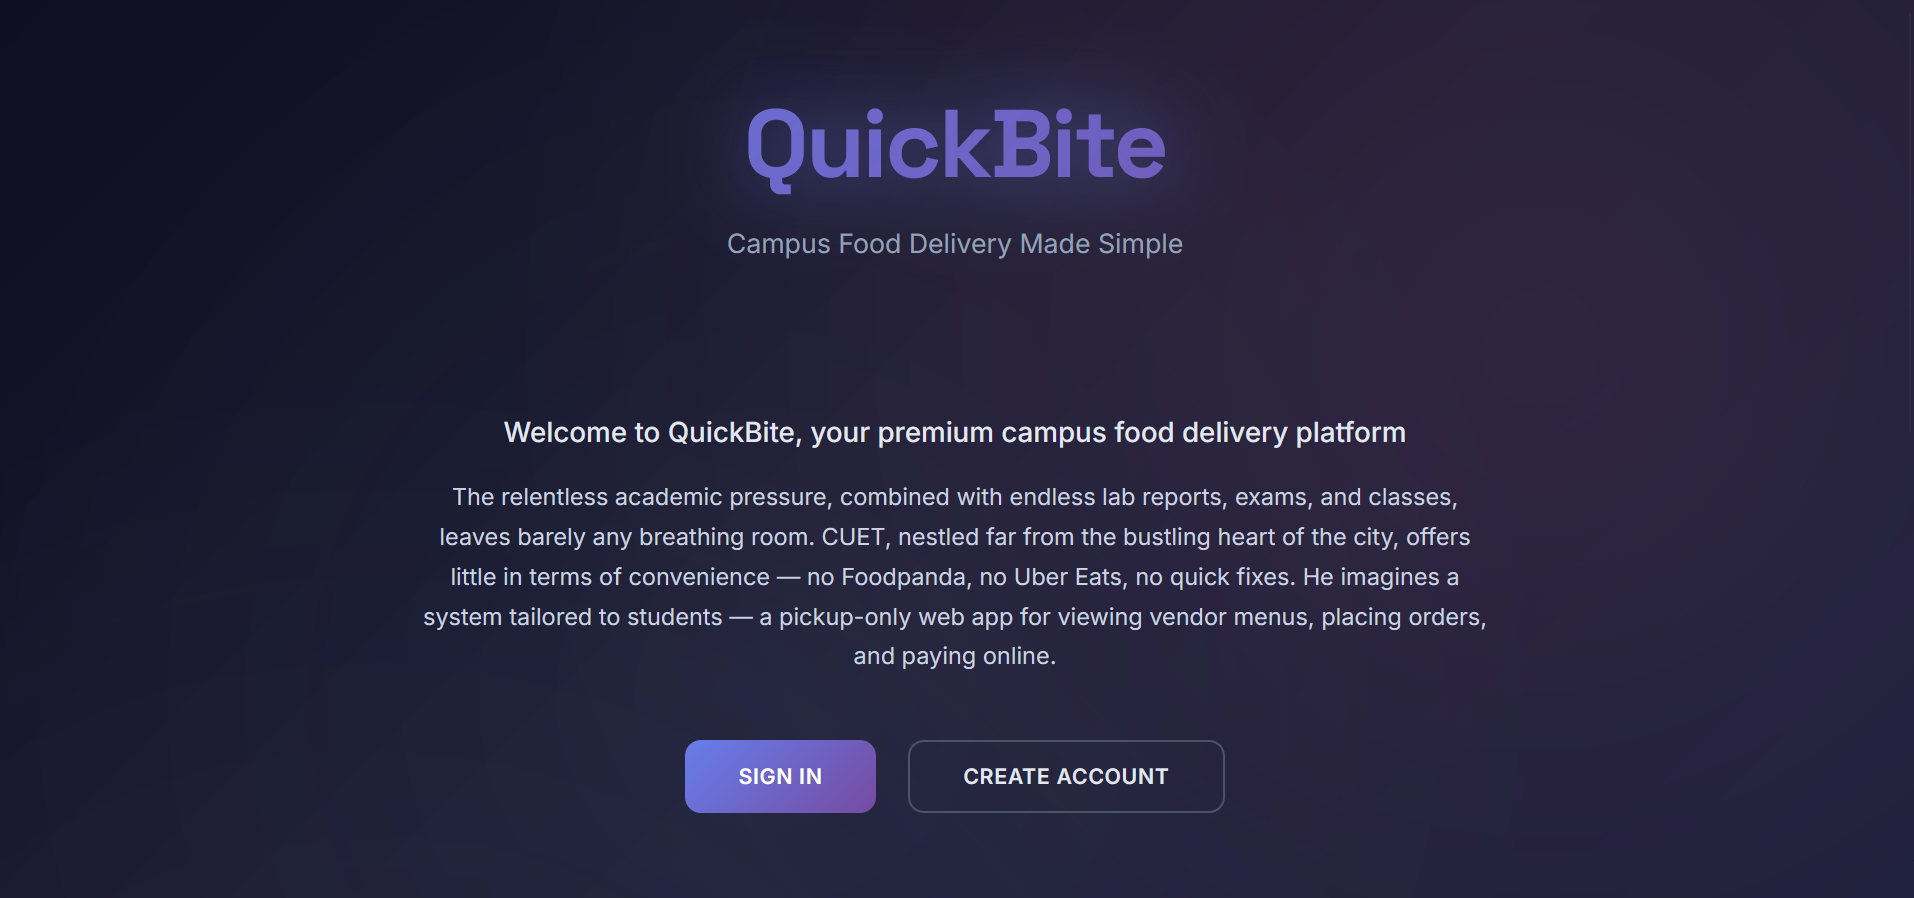 QuickBite
Campus Food Delivery Made Simple
Welcome to QuickBite, your premium campus food delivery platform
The relentless academic pressure, combined with endless lab reports, exams, and classes,
leaves barely any breathing room. CUET, nestled far from the bustling heart of the city, offers
little in terms of convenience — no Foodpanda, no Uber Eats, no quick fixes. He imagines a
system tailored to students — a pickup-only web app for viewing vendor menus, placing orders,
and paying online.
SIGN IN
CREATE ACCOUNT